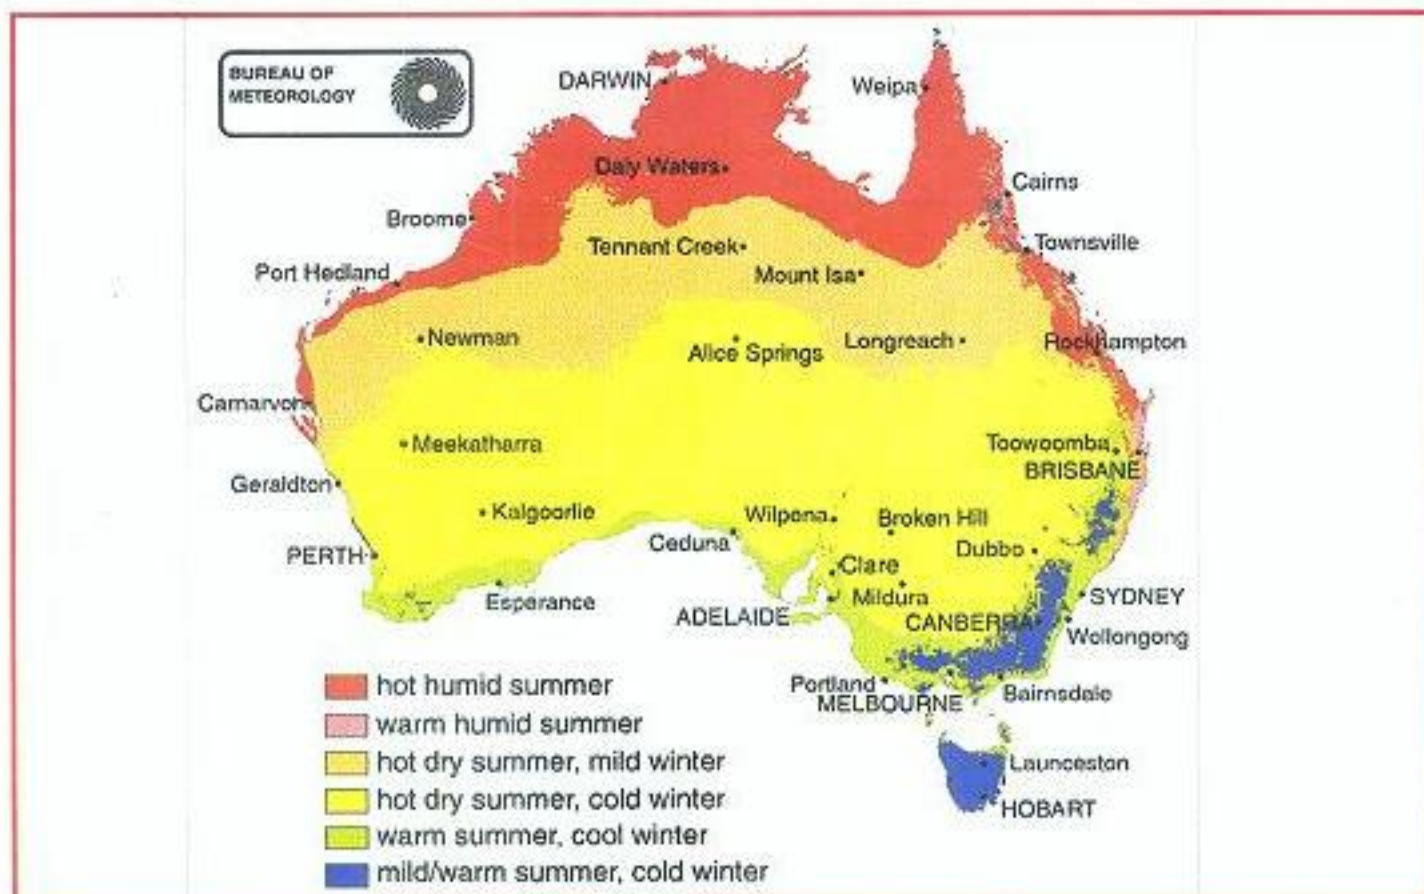 BUREAU OF
METEOROLOGY
DARWIN
Weipa
Daly Waters
Cairns
Broome
Townsville
Tennant Creek
Port Hedland
Mount Isa
Newman
Alice Springs
Longreach
Rockhampton
Carnarvon
Meekatharra
Toowoomba
BRISBANE
Geraldton
Kalgoorlie
Wilpena
Broken Hill
Ceduna
Dubbo
PERTH
Clare
Esperance
Mildura
SYDNEY
ADELAIDE
CANBERRA
Wollongong
Portland
Bairnsdale
MELBOURNE
Launceston
HOBART
hot humid summer
warm humid summer
hot dry summer, mild winter
hot dry summer, cold winter
warm summer, cool winter
mild/warm summer, cold winter